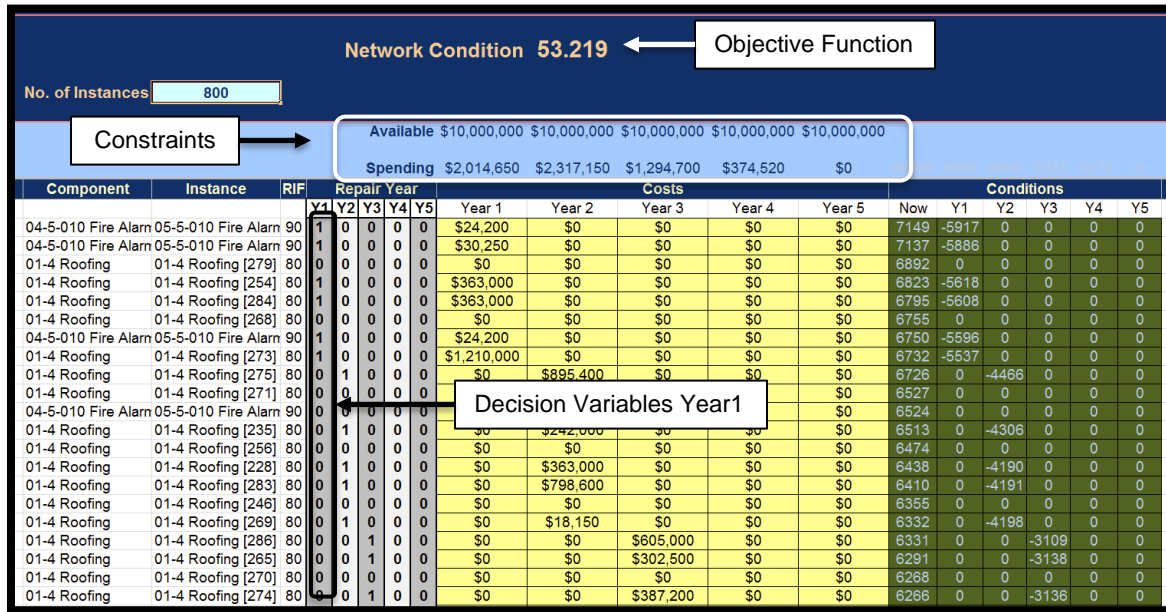 Network Condition 53.219
Objective Function
No. of Instances 800
Constraints
Available $10,000,000 $10,000,000 $10,000,000 $10,000,000 $10,000,000
Spending $2,014,650 $2,317,150 $1,294,700 $374,520 $0
Component Instance RIF Repair Year Costs Conditions
Y1 Y2 Y3 Y4 Y5 Year 1 Year 2 Year 3 Year 4 Year 5 Now Y1 Y2 Y3 Y4 Y5
04-5-010 Fire Alarm 05-5-010 Fire Alarm 90 1 0 0 0 0 $24,200 $0 $0 $0 $0 7149 -5917 0 0 0 0
04-5-010 Fire Alarm 05-5-010 Fire Alarm 90 1 0 0 0 0 $30,250 $0 $0 $0 $0 7137 -5886 0 0 0 0
01-4 Roofing 01-4 Roofing [279] 80 0 0 0 0 0 $0 $0 $0 $0 $0 6892 0 0 0 0 0
01-4 Roofing 01-4 Roofing [254] 80 1 0 0 0 0 $363,000 $0 $0 $0 $0 6823 -5618 0 0 0 0
01-4 Roofing 01-4 Roofing [284] 80 1 0 0 0 0 $363,000 $0 $0 $0 $0 6795 -5608 0 0 0 0
01-4 Roofing 01-4 Roofing [268] 80 0 0 0 0 0 $0 $0 $0 $0 $0 6755 0 0 0 0 0
04-5-010 Fire Alarm 05-5-010 Fire Alarm 90 1 0 0 0 0 $24,200 $0 $0 $0 $0 6750 -5596 0 0 0 0
01-4 Roofing 01-4 Roofing [273] 80 1 0 0 0 0 $1,210,000 $0 $0 $0 $0 6732 -5537 0 0 0 0
01-4 Roofing 01-4 Roofing [275] 80 0 1 0 0 0 $0 $895,400 $0 $0 $0 6726 0 -4466 0 0 0
01-4 Roofing 01-4 Roofing [271] 80 0 0 0 0 0 $0 6527 0 0 0 0 0
Decision Variables Year1
04-5-010 Fire Alarm 05-5-010 Fire Alarm 90 0 0 0 0 0 $0 6524 0 0 0 0 0
01-4 Roofing 01-4 Roofing [235] 80 0 1 0 0 0 $0 $242,000 $0 $0 $0 6513 0 -4306 0 0 0
01-4 Roofing 01-4 Roofing [256] 80 0 0 0 0 0 $0 $0 $0 $0 $0 6474 0 0 0 0 0
01-4 Roofing 01-4 Roofing [228] 80 0 1 0 0 0 $0 $363,000 $0 $0 $0 6438 0 -4190 0 0 0
01-4 Roofing 01-4 Roofing [283] 80 0 1 0 0 0 $0 $798,600 $0 $0 $0 6410 0 -4191 0 0 0
01-4 Roofing 01-4 Roofing [246] 80 0 0 0 0 0 $0 $0 $0 $0 $0 6355 0 0 0 0 0
01-4 Roofing 01-4 Roofing [269] 80 0 1 0 0 0 $0 $18,150 $0 $0 $0 6332 0 -4198 0 0 0
01-4 Roofing 01-4 Roofing [286] 80 0 0 1 0 0 $0 $0 $605,000 $0 $0 6331 0 0 -3109 0 0
01-4 Roofing 01-4 Roofing [265] 80 0 0 1 0 0 $0 $0 $302,500 $0 $0 6291 0 0 -3138 0 0
01-4 Roofing 01-4 Roofing [270] 80 0 0 0 0 0 $0 $0 $0 $0 $0 6268 0 0 0 0 0
01-4 Roofing 01-4 Roofing [274] 80 0 0 1 0 0 $0 $0 $387,200 $0 $0 6266 0 0 -3136 0 0